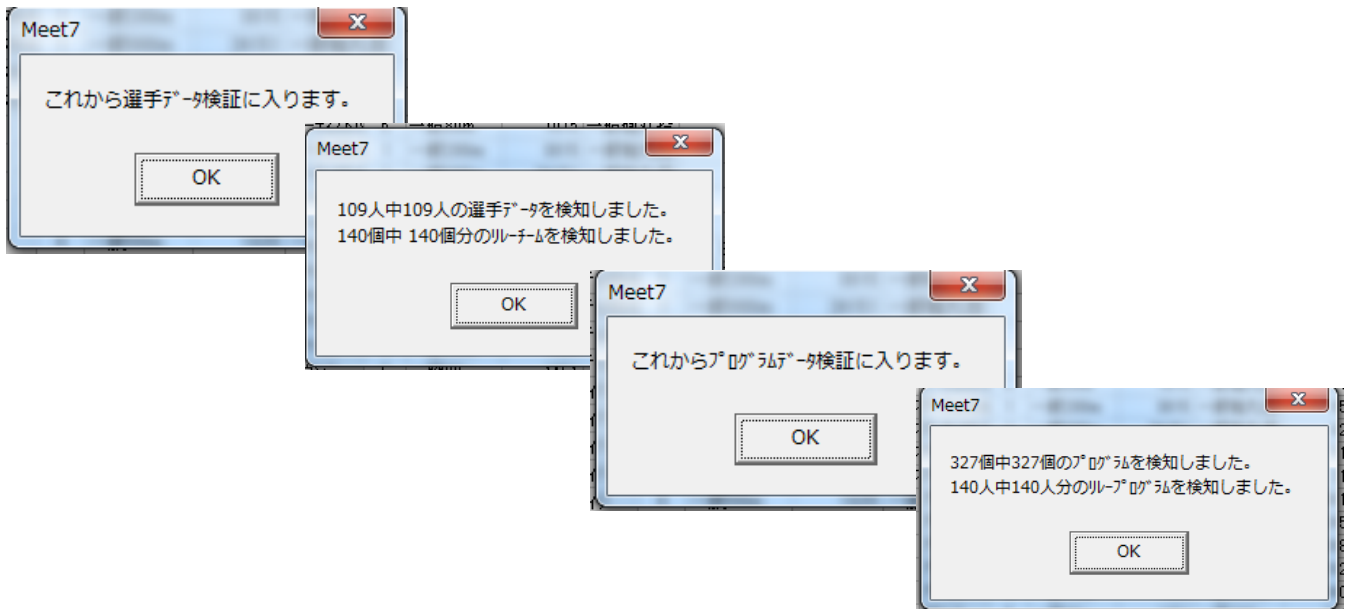 Meet7
これから選手ﾃﾞｰﾀ検証に入ります。
OK
Meet7
109人中109人の選手ﾃﾞｰﾀを検知しました。
140個中 140個分のﾘﾚｰﾁｰﾑを検知しました。
OK
Meet7
これからﾌﾟﾛｸﾞﾗﾑﾃﾞｰﾀ検証に入ります。
OK
Meet7
327個中327個のﾌﾟﾛｸﾞﾗﾑを検知しました。
140人中140人分のﾘﾚｰﾌﾟﾛｸﾞﾗﾑを検知しました。
OK